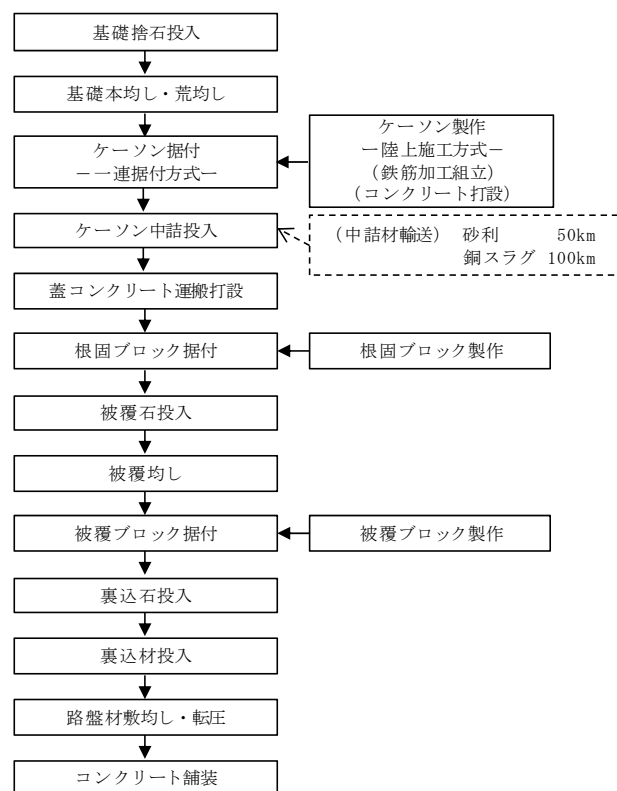 基礎捨石投入
基礎本均し・荒均し
ケーソン据付
－一連据付方式ー
ケーソン製作
ー陸上施工方式－
(鉄筋加工組立)
(コンクリート打設)
ケーソン中詰投入
(中詰材輸送) 砂利 50km
銅スラグ 100km
蓋コンクリート運搬打設
根固ブロック据付
根固ブロック製作
被覆石投入
被覆均し
被覆ブロック据付
被覆ブロック製作
裏込石投入
裏込材投入
路盤材敷均し・転圧
コンクリート舗装